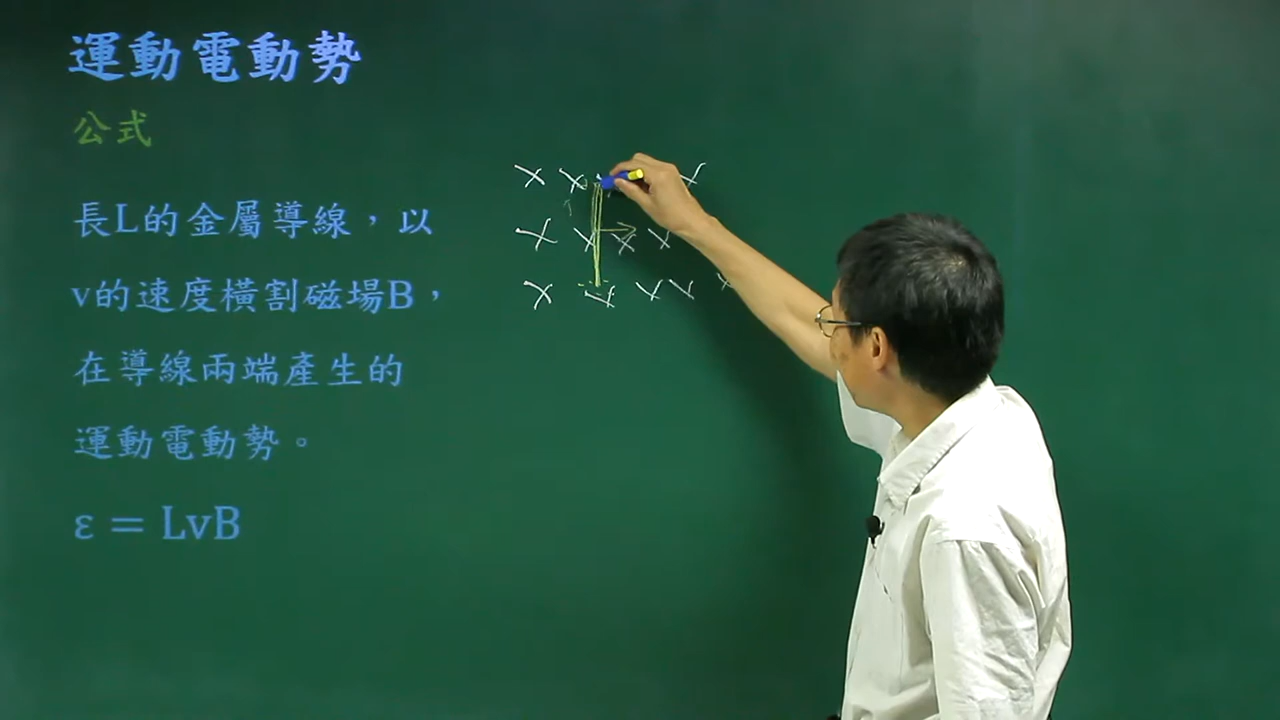 運動電動勢
公式
長L的金屬導線，以
v的速度橫割磁場B，
在導線兩端產生的
運動電動勢。
ε = LvB